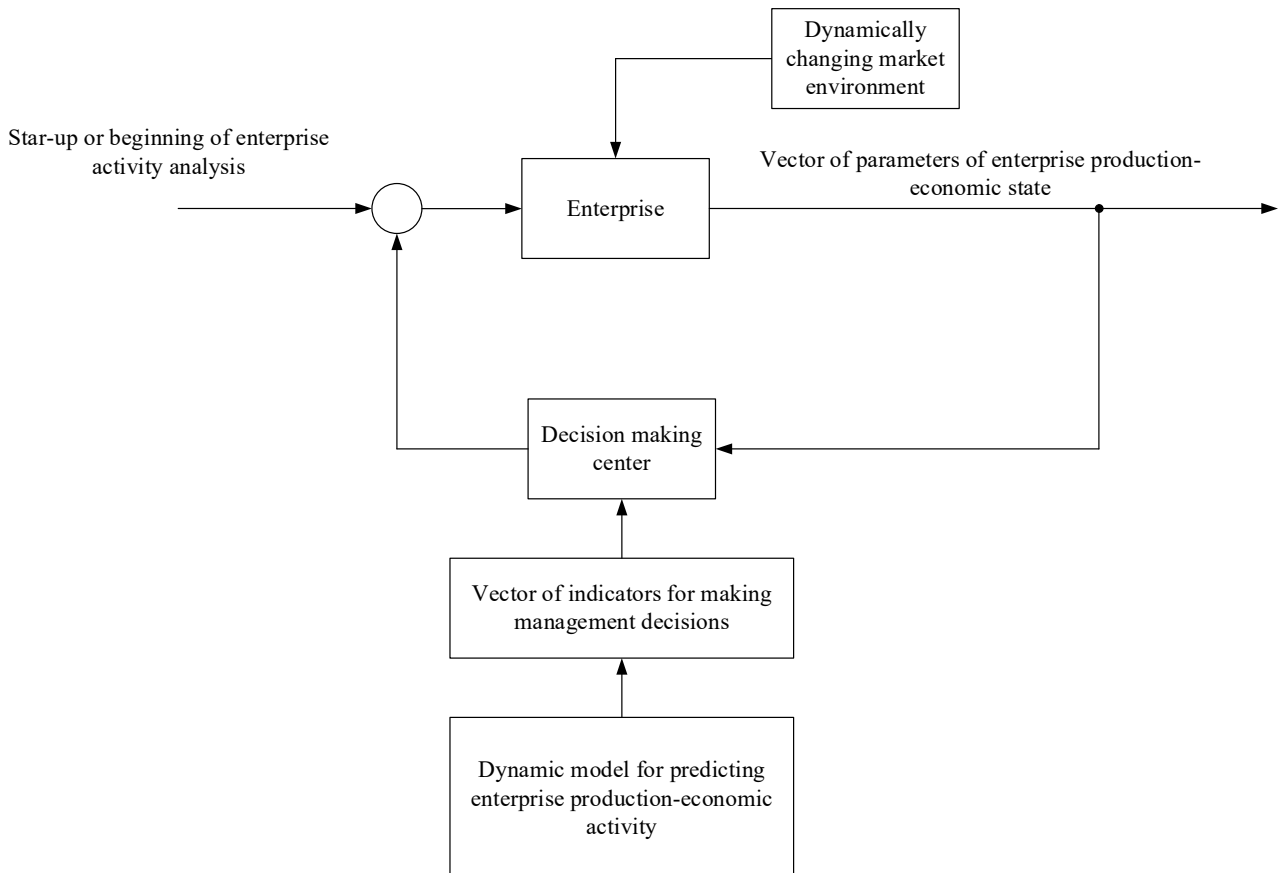 Dynamically
changing market
environment
Star-up or beginning of enterprise
activity analysis
Vector of parameters of enterprise production-
economic state
Enterprise
Decision making
center
Vector of indicators for making
management decisions
Dynamic model for predicting
enterprise production-economic
activity